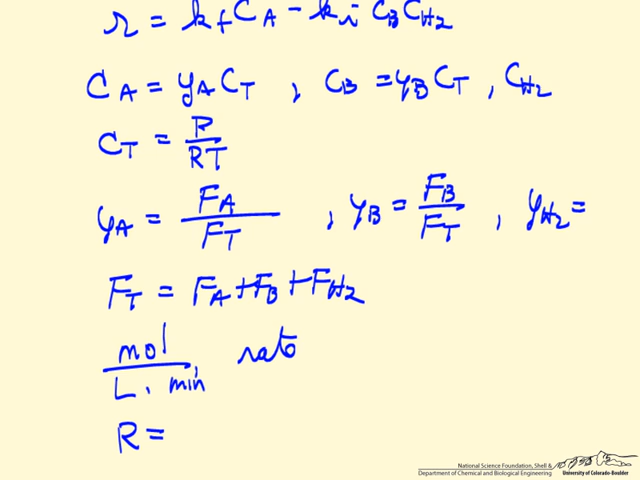 r = kf CA - ki CB CH2
CA = yA CT , CB = yB CT , CH2
CT = P/RT
yA = FA/FT , yB = FB/FT , yH2 =
FT = FA + FB + FH2
mol/L. min rate
R =
National Science Foundation, Shell &
Department of Chemical and Biological Engineering
University of Colorado-Boulder